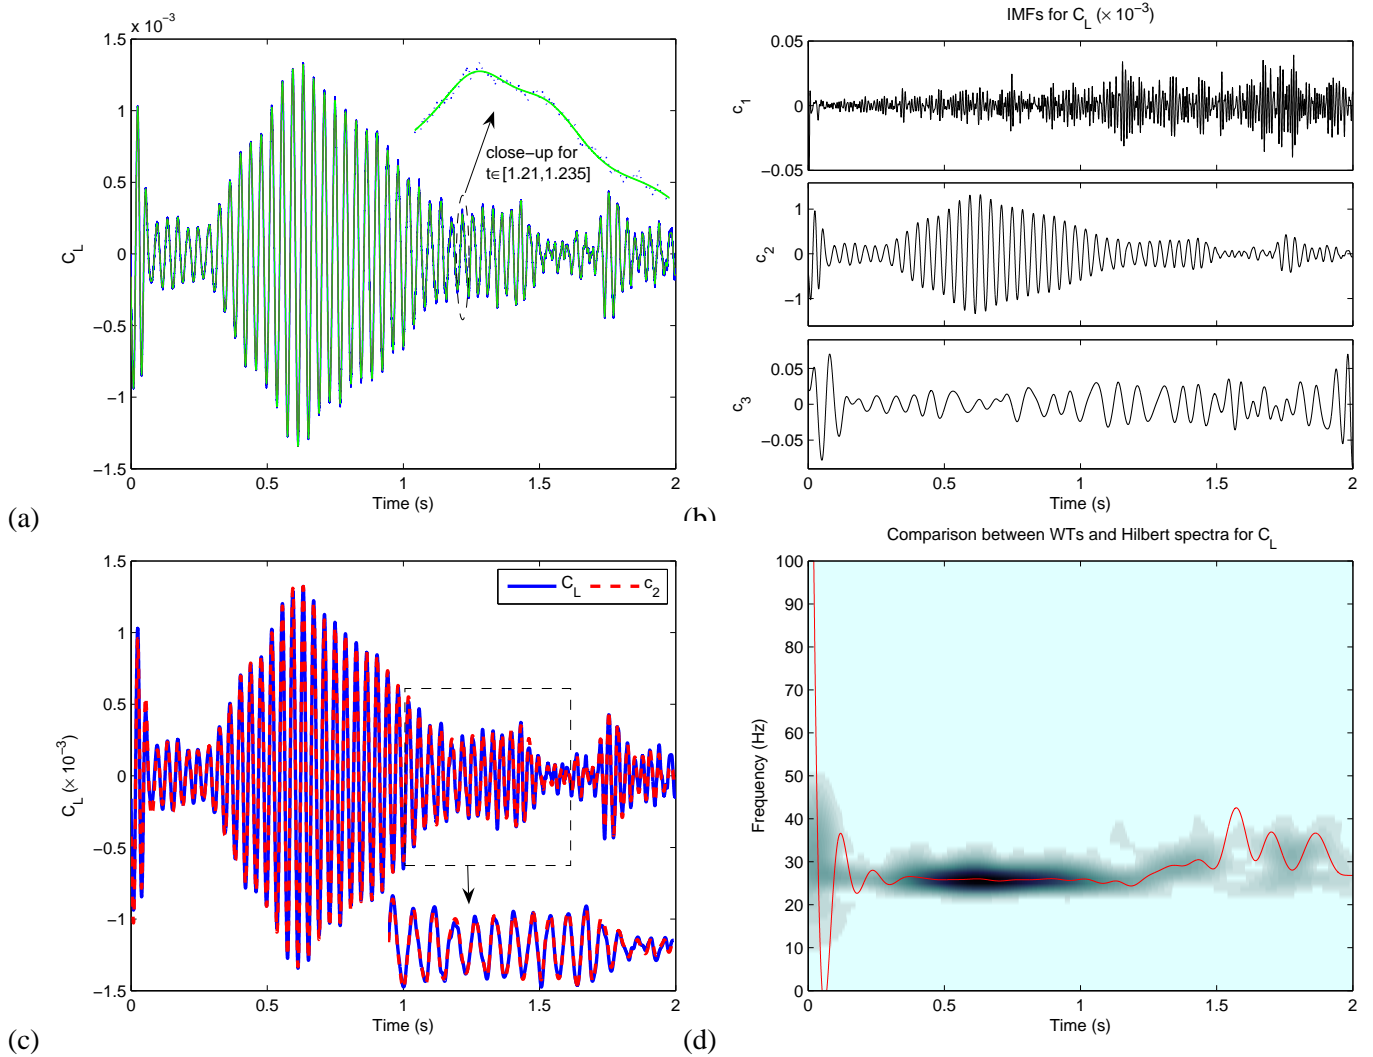 x 10⁻³
1.5
1
0.5
0
−0.5
−1
−1.5
C_L
close−up for
t∈[1.21,1.235]
0 0.5 1 1.5 2
Time (s)
(a)
IMFs for C_L (× 10⁻³)
0.05
0
−0.05
c_1
1
0
−1
c_2
0.05
0
−0.05
c_3
0 0.5 1 1.5 2
Time (s)
(b)
1.5
1
0.5
0
−0.5
−1
−1.5
C_L (× 10⁻³)
C_L c_2
0 0.5 1 1.5 2
Time (s)
(c)
Comparison between WTs and Hilbert spectra for C_L
100
90
80
70
60
50
40
30
20
10
0
Frequency (Hz)
0 0.5 1 1.5 2
Time (s)
(d)